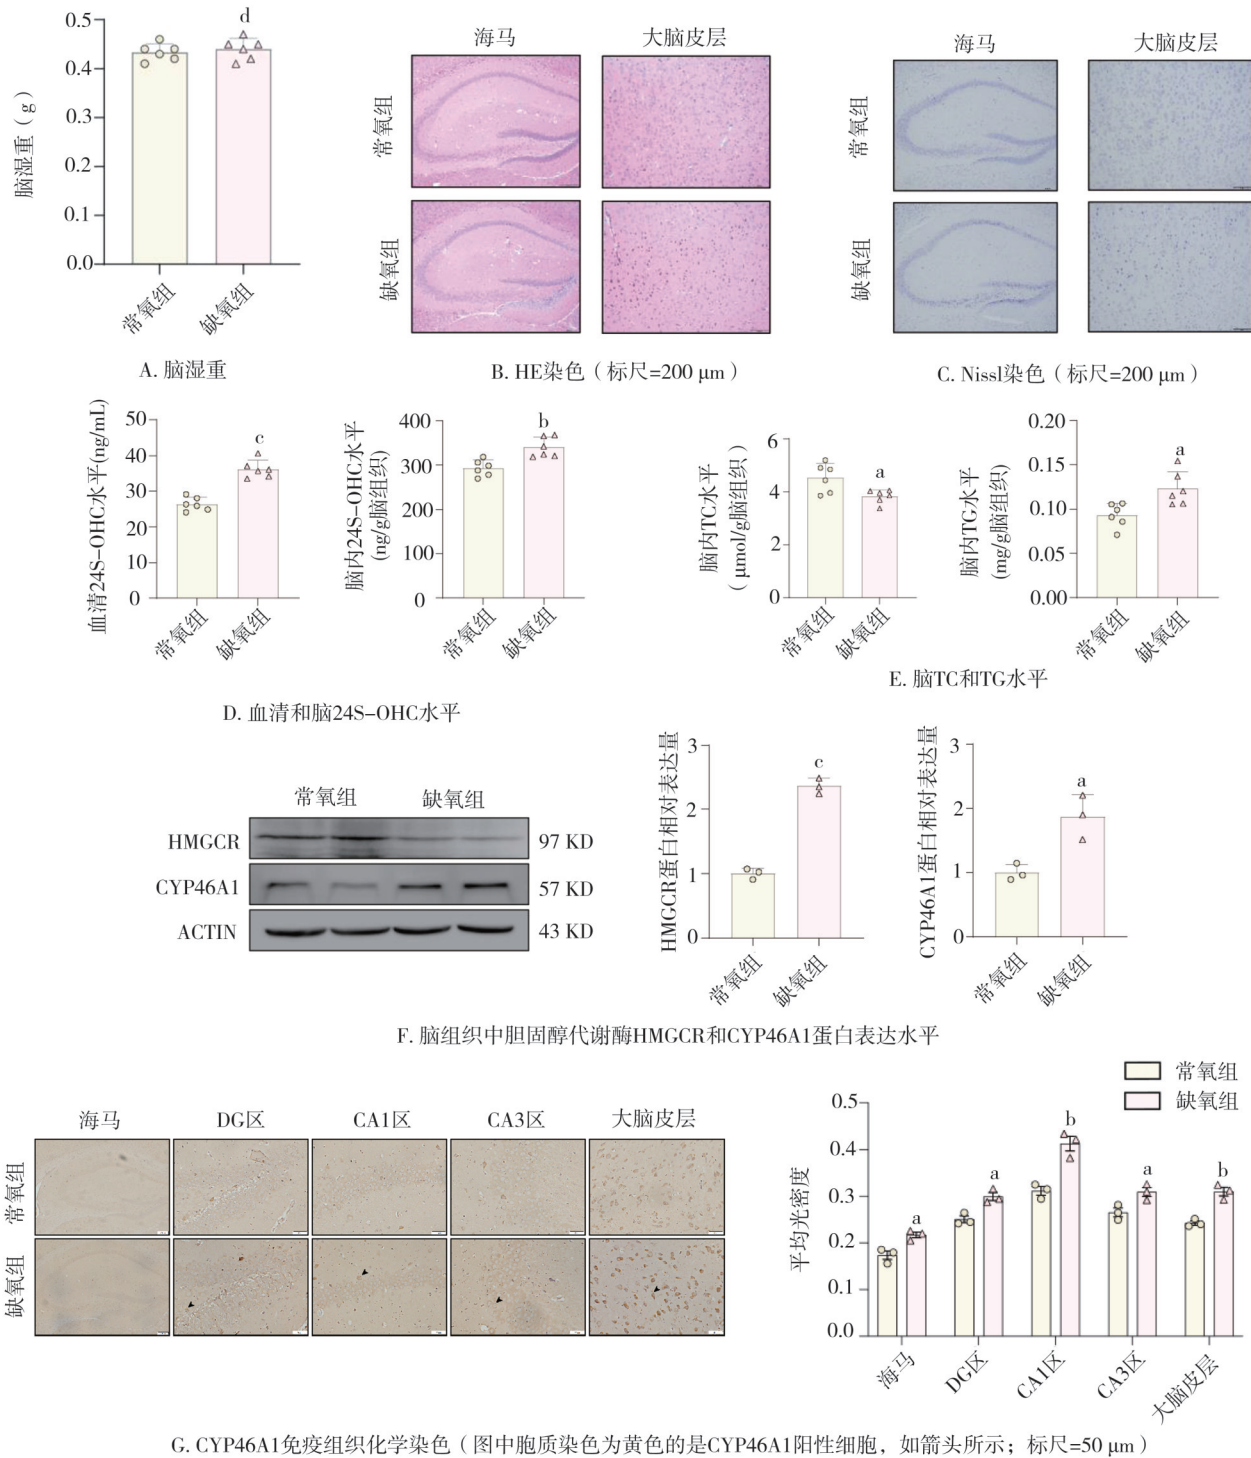 脑湿重（g）
0.5
0.4
0.3
0.2
0.1
0.0
d
常氧组
缺氧组
A. 脑湿重
海马
大脑皮层
常氧组
缺氧组
B. HE染色（标尺=200 μm）
海马
大脑皮层
常氧组
缺氧组
C. Nissl染色（标尺=200 μm）
血清24S-OHC水平(ng/mL)
50
40
30
20
10
0
c
常氧组
缺氧组
脑内24S-OHC水平
(ng/g脑组织)
400
300
200
100
0
b
常氧组
缺氧组
D. 血清和脑24S-OHC水平
脑内TC水平
（μmol/g脑组织）
6
4
2
0
a
常氧组
缺氧组
脑内TG水平
(mg/g脑组织)
0.20
0.15
0.10
0.05
0.00
a
常氧组
缺氧组
E. 脑TC和TG水平
常氧组
缺氧组
HMGCR
97 KD
CYP46A1
57 KD
ACTIN
43 KD
HMGCR蛋白相对表达量
3
2
1
0
c
常氧组
缺氧组
CYP46A1蛋白相对表达量
3
2
1
0
a
常氧组
缺氧组
F. 脑组织中胆固醇代谢酶HMGCR和CYP46A1蛋白表达水平
海马
DG区
CA1区
CA3区
大脑皮层
常氧组
缺氧组
常氧组
缺氧组
平均光密度
0.5
0.4
0.3
0.2
0.1
0.0
a
a
b
a
b
海马
DG区
CA1区
CA3区
大脑皮层
G. CYP46A1免疫组织化学染色（图中胞质染色为黄色的是CYP46A1阳性细胞，如箭头所示；标尺=50 μm）